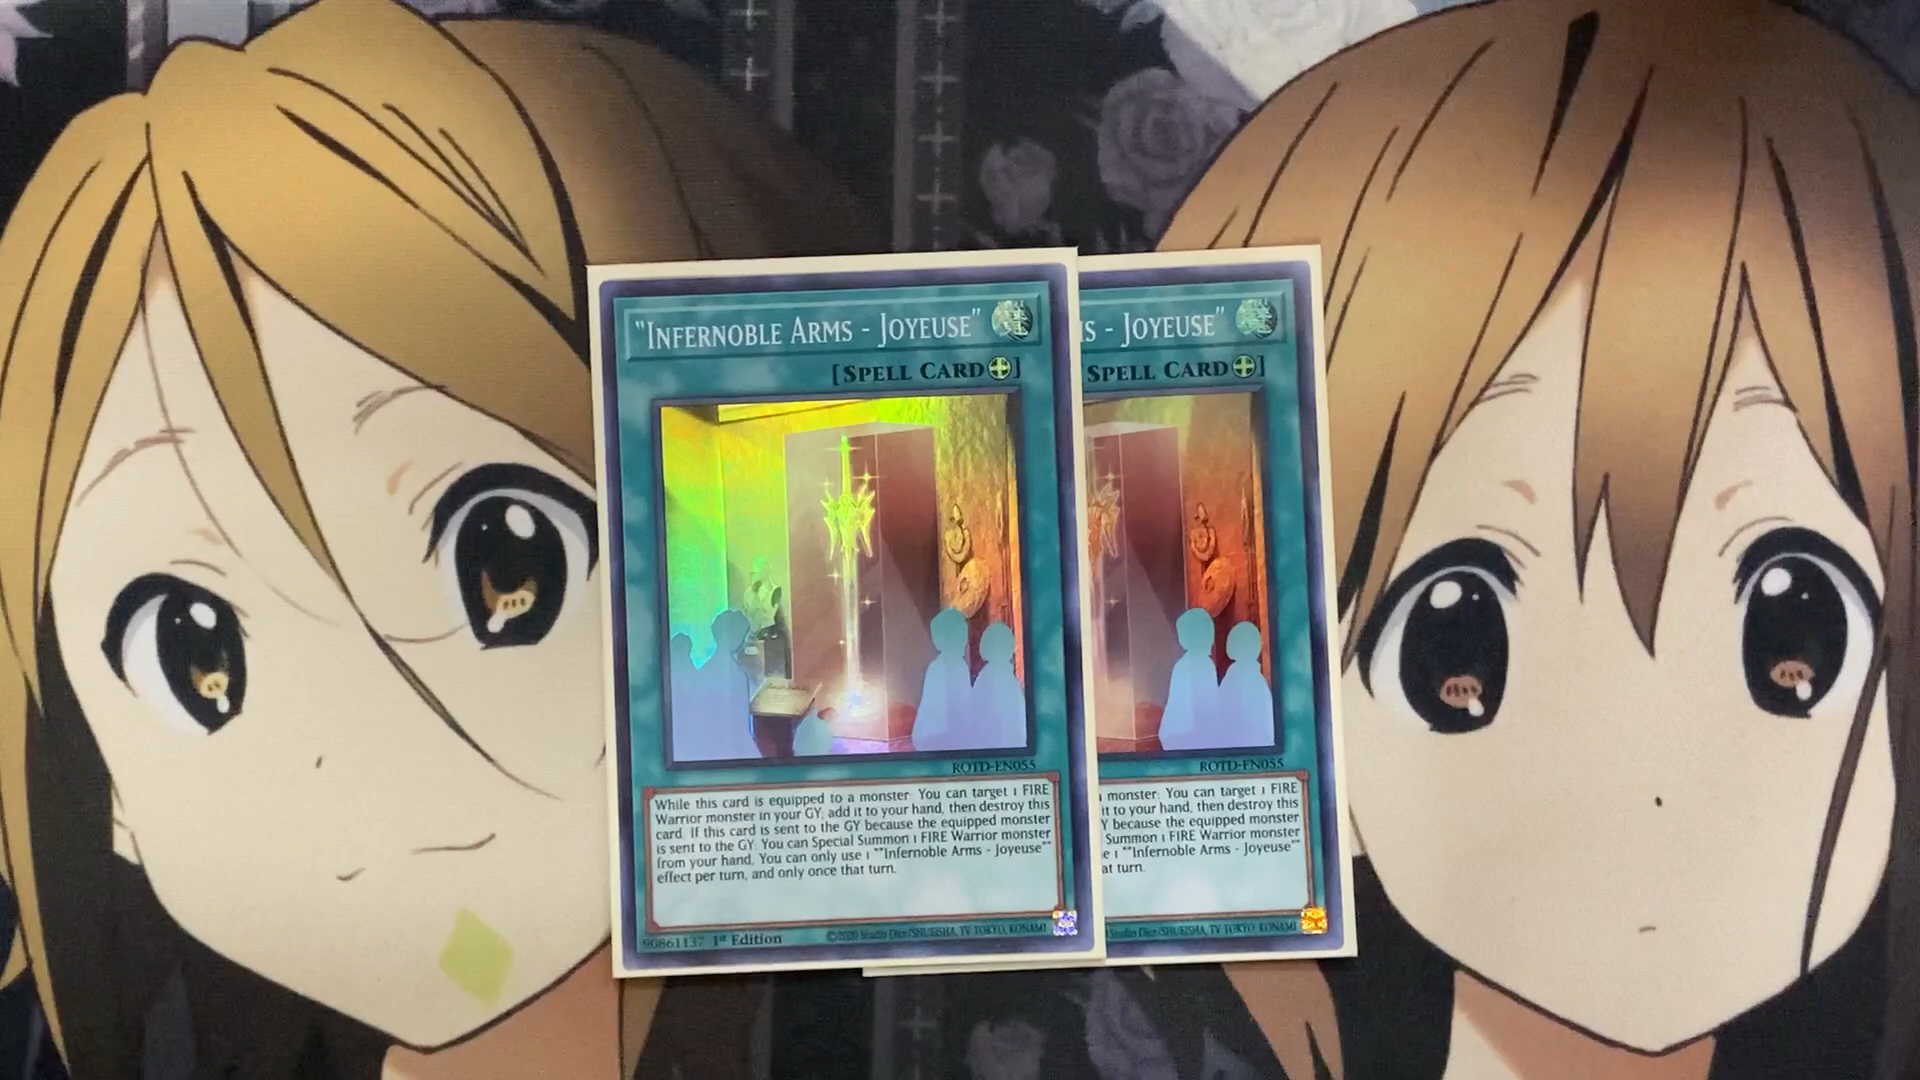 "Infernoble Arms - Joyeuse"
[Spell Card]
ROTD-EN055
While this card is equipped to a monster: You can target 1 FIRE
Warrior monster in your GY; add it to your hand, then destroy this
card. If this card is sent to the GY because the equipped monster
is sent to the GY: You can Special Summon 1 FIRE Warrior monster
from your hand. You can only use 1 ""Infernoble Arms - Joyeuse""
effect per turn, and only once that turn.
90861137 1st Edition ©2020 Studio Dice/SHUEISHA, TV TOKYO, KONAMI
s - Joyeuse"
Spell Card]
ROTD-EN055
monster: You can target 1 FIRE
it to your hand, then destroy this
Y because the equipped monster
Summon 1 FIRE Warrior monster
e 1 ""Infernoble Arms - Joyeuse""
at turn.
Studio Dice/SHUEISHA, TV TOKYO, KONAMI